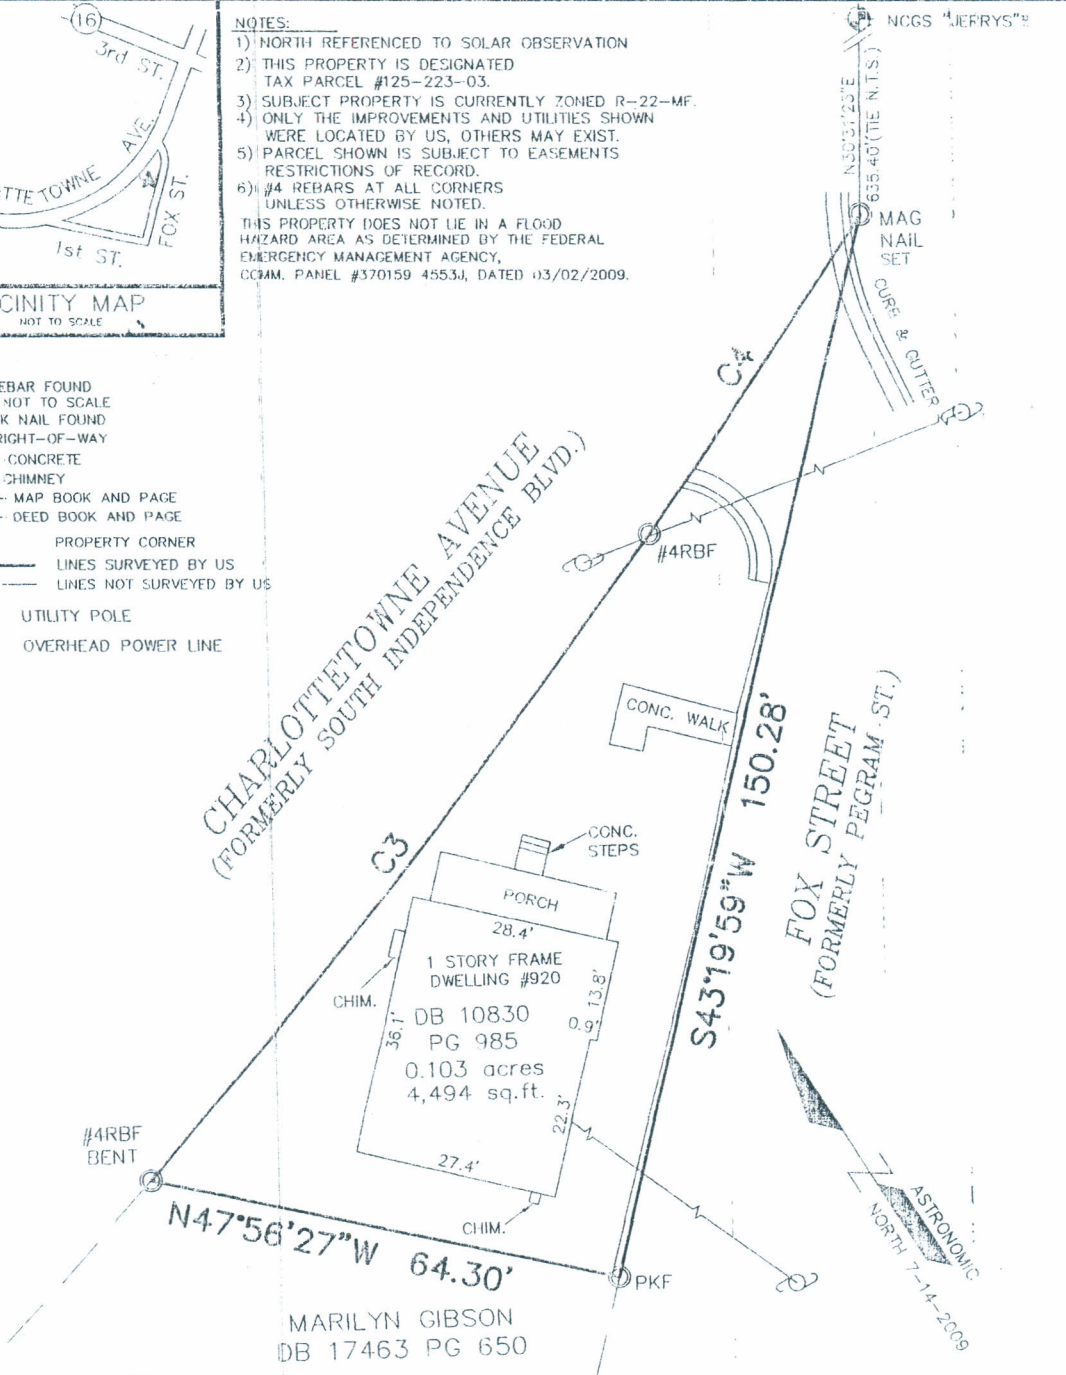 16
3rd ST.
AVE.
TTETOWNE
FOX ST.
1st ST.
CINITY MAP
NOT TO SCALE
NOTES:
1) NORTH REFERENCED TO SOLAR OBSERVATION
2) THIS PROPERTY IS DESIGNATED
TAX PARCEL #125-223-03.
3) SUBJECT PROPERTY IS CURRENTLY ZONED R-22-MF.
4) ONLY THE IMPROVEMENTS AND UTILITIES SHOWN
WERE LOCATED BY US, OTHERS MAY EXIST.
5) PARCEL SHOWN IS SUBJECT TO EASEMENTS
RESTRICTIONS OF RECORD.
6) #4 REBARS AT ALL CORNERS
UNLESS OTHERWISE NOTED.
THIS PROPERTY DOES NOT LIE IN A FLOOD
HAZARD AREA AS DETERMINED BY THE FEDERAL
EMERGENCY MANAGEMENT AGENCY,
COMM. PANEL #370159 4553J, DATED 03/02/2009.
NCGS "JEFRYS"
635.40'(TIE N.T.S.)
MAG
NAIL
SET
CURB & GUTTER
EBAR FOUND
NOT TO SCALE
K NAIL FOUND
RIGHT-OF-WAY
CONCRETE
CHIMNEY
- MAP BOOK AND PAGE
- DEED BOOK AND PAGE
PROPERTY CORNER
LINES SURVEYED BY US
LINES NOT SURVEYED BY US
UTILITY POLE
OVERHEAD POWER LINE
C4
#4RBF
CHARLOTTETOWNE AVENUE
(FORMERLY SOUTH INDEPENDENCE BLVD.)
CONC. WALK
C3
S43°19'59"W 150.28'
FOX STREET
(FORMERLY PEGRAM ST.)
CONC.
STEPS
PORCH
28.4'
1 STORY FRAME
DWELLING #920
CHIM.
36.1'
DB 10830
PG 985
0.103 acres
4,494 sq.ft.
13.8'
0.9'
22.3'
27.4'
CHIM.
#4RBF
BENT
N47°56'27"W 64.30'
PKF
MARILYN GIBSON
DB 17463 PG 650
ASTRONOMIC
NORTH 7-14-2009